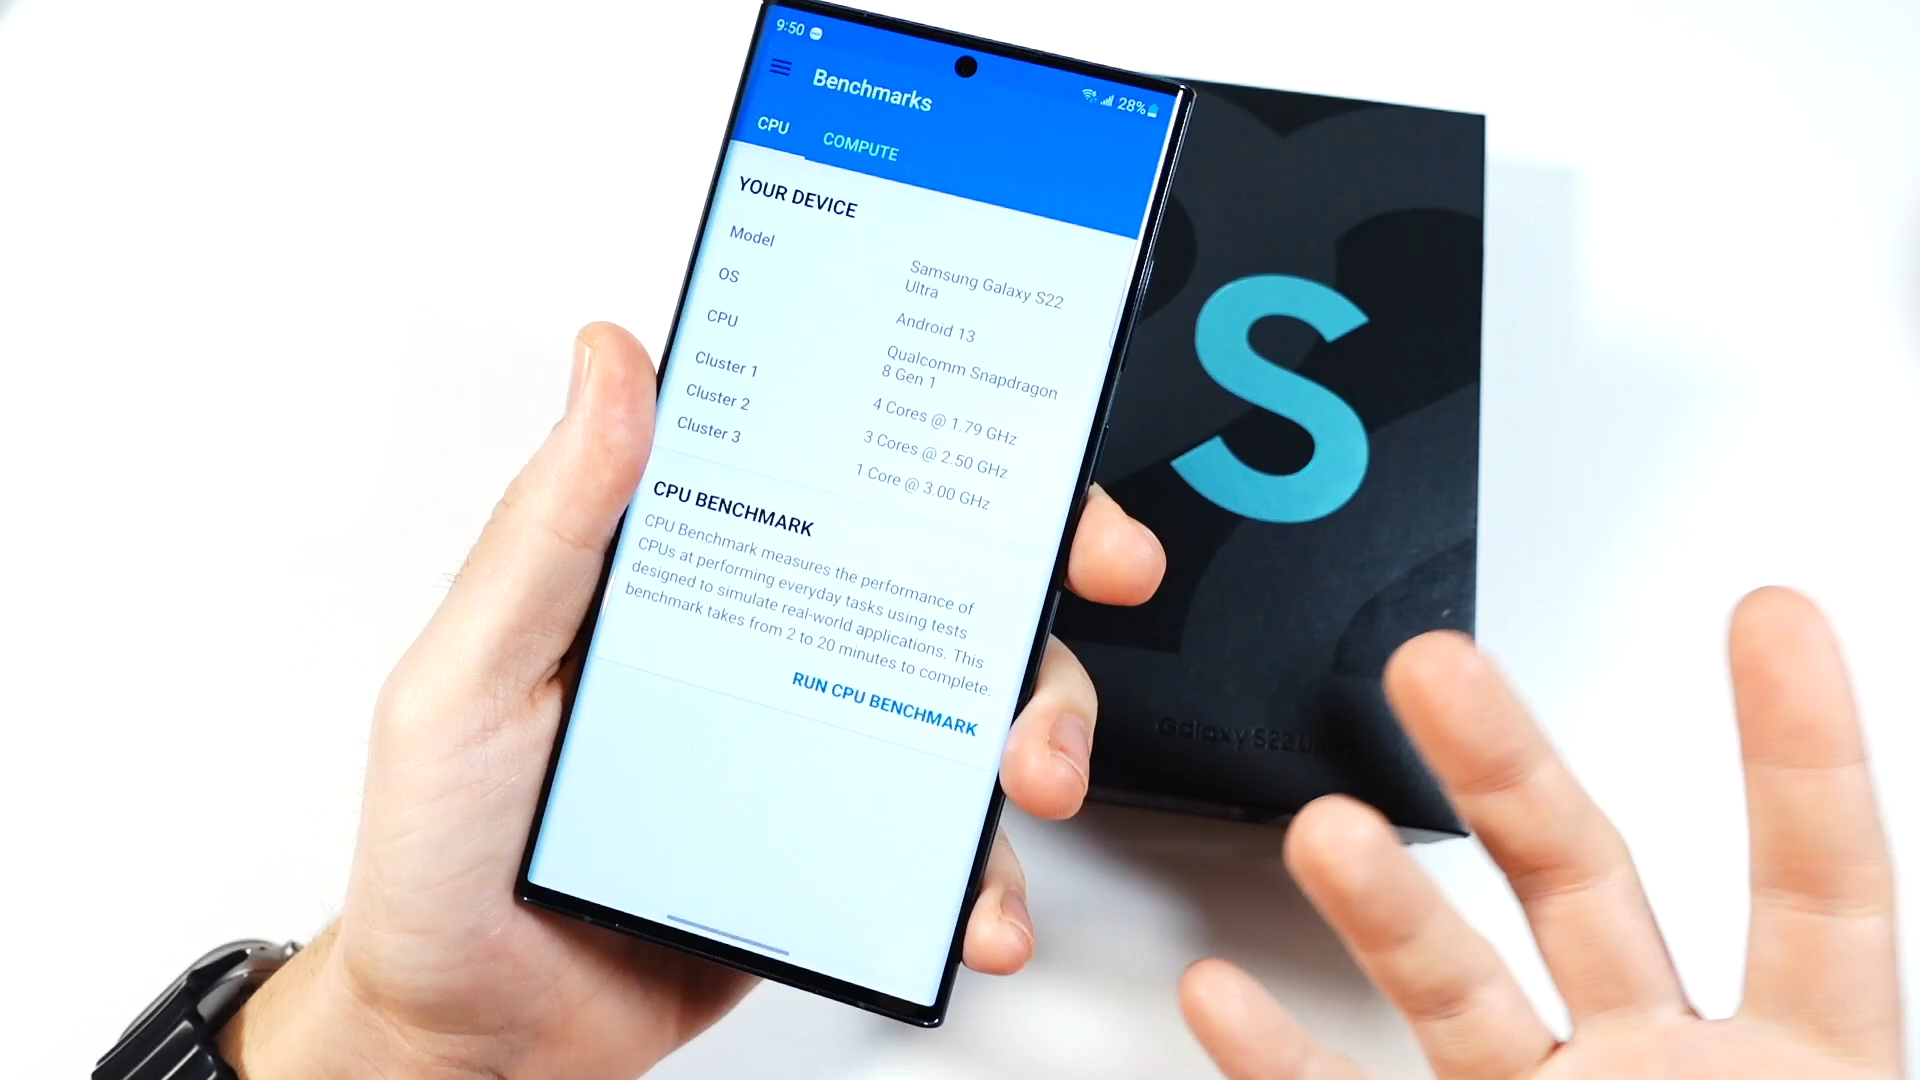 9:50
28%
Benchmarks
CPU COMPUTE
YOUR DEVICE
Model
Samsung Galaxy S22
Ultra
OS
Android 13
CPU
Qualcomm Snapdragon
8 Gen 1
Cluster 1
4 Cores @ 1.79 GHz
Cluster 2
3 Cores @ 2.50 GHz
Cluster 3
1 Core @ 3.00 GHz
CPU BENCHMARK
CPU Benchmark measures the performance of
CPUs at performing everyday tasks using tests
designed to simulate real-world applications. This
benchmark takes from 2 to 20 minutes to complete.
RUN CPU BENCHMARK
S
Galaxy S22